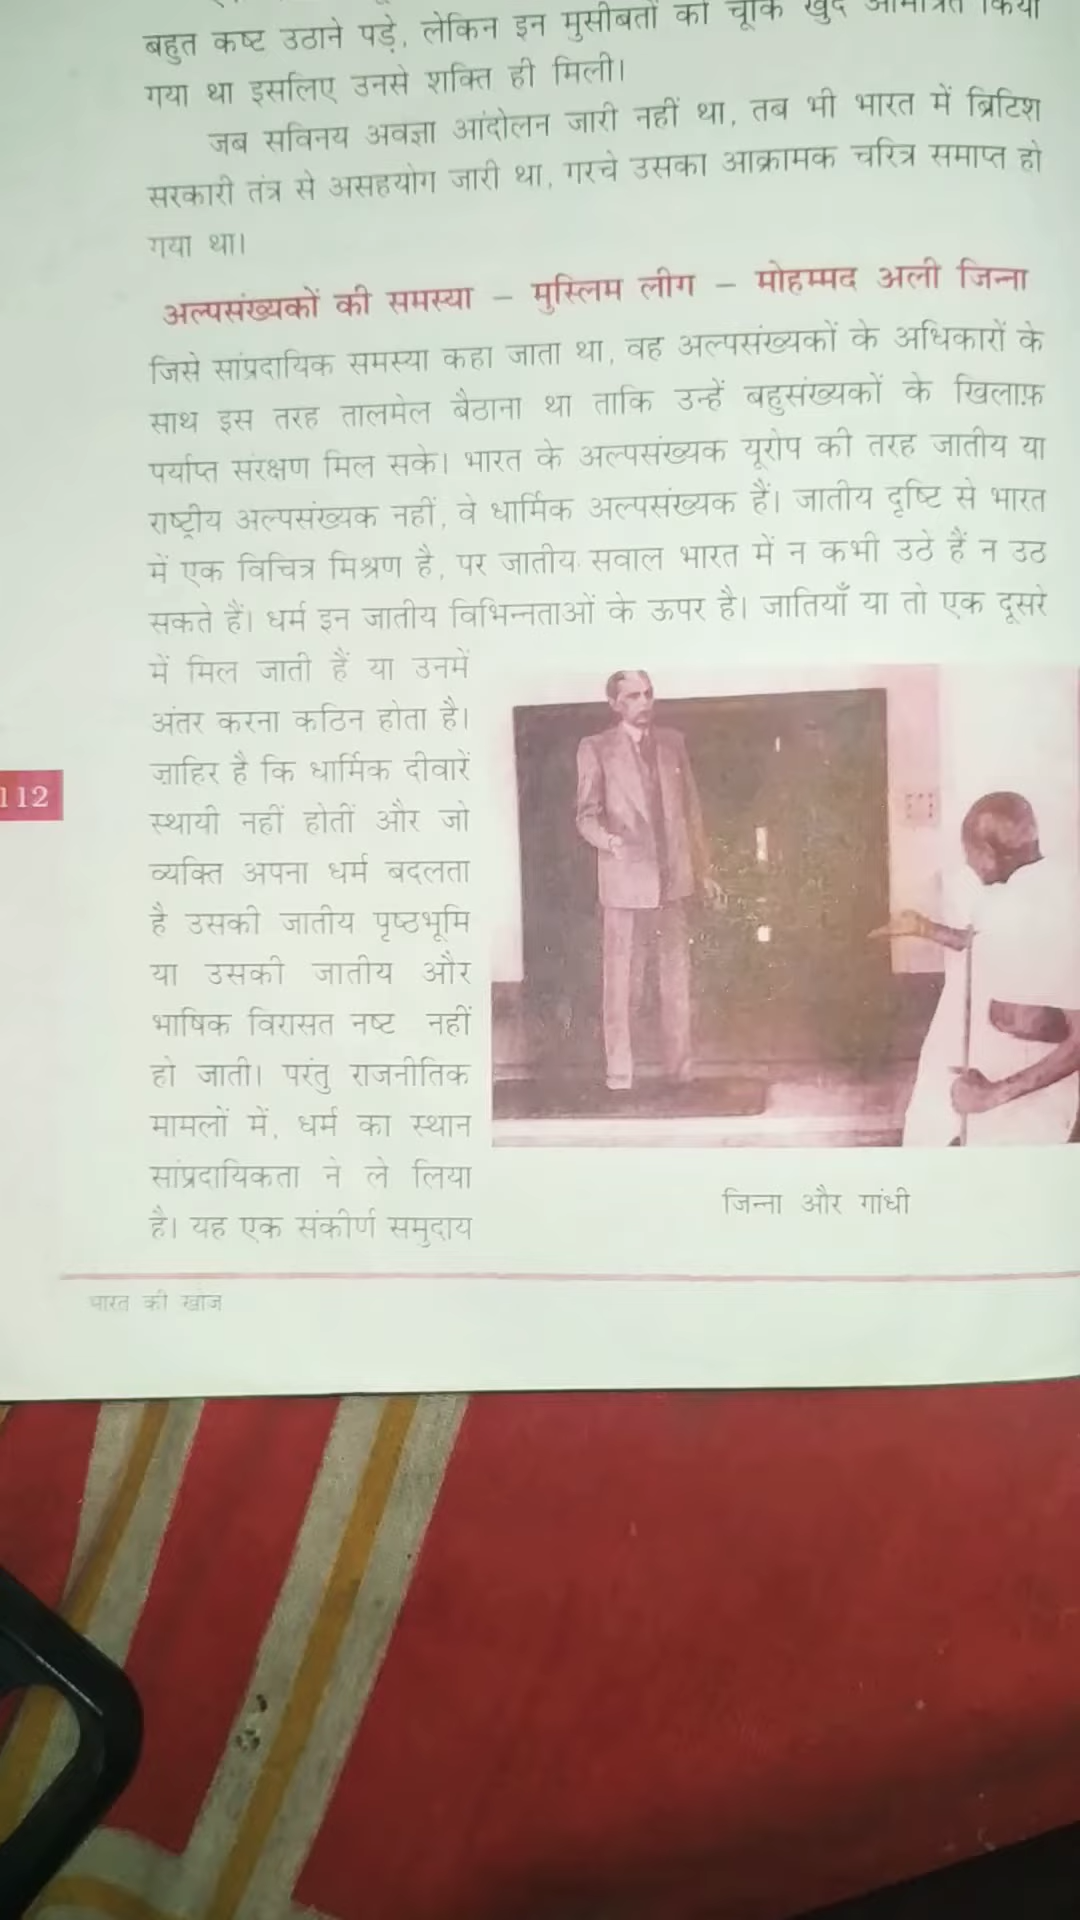 बहुत कष्ट उठाने पड़े, लेकिन इन मुसीबतों को चूँकि खुद आमंत्रित किया
गया था इसलिए उनसे शक्ति ही मिली।
जब सविनय अवज्ञा आंदोलन जारी नहीं था, तब भी भारत में ब्रिटिश
सरकारी तंत्र से असहयोग जारी था, गरचे उसका आक्रामक चरित्र समाप्त हो
गया था।
अल्पसंख्यकों की समस्या – मुस्लिम लीग – मोहम्मद अली जिन्ना
जिसे सांप्रदायिक समस्या कहा जाता था, वह अल्पसंख्यकों के अधिकारों के
साथ इस तरह तालमेल बैठाना था ताकि उन्हें बहुसंख्यकों के खिलाफ़
पर्याप्त संरक्षण मिल सके। भारत के अल्पसंख्यक यूरोप की तरह जातीय या
राष्ट्रीय अल्पसंख्यक नहीं, वे धार्मिक अल्पसंख्यक हैं। जातीय दृष्टि से भारत
में एक विचित्र मिश्रण है, पर जातीय सवाल भारत में न कभी उठे हैं न उठ
सकते हैं। धर्म इन जातीय विभिन्नताओं के ऊपर है। जातियाँ या तो एक दूसरे
में मिल जाती हैं या उनमें
अंतर करना कठिन होता है।
ज़ाहिर है कि धार्मिक दीवारें
स्थायी नहीं होतीं और जो
व्यक्ति अपना धर्म बदलता
है उसकी जातीय पृष्ठभूमि
या उसकी जातीय और
भाषिक विरासत नष्ट नहीं
हो जाती। परंतु राजनीतिक
मामलों में, धर्म का स्थान
सांप्रदायिकता ने ले लिया
है। यह एक संकीर्ण समुदाय
जिन्ना और गांधी
112
भारत की खोज